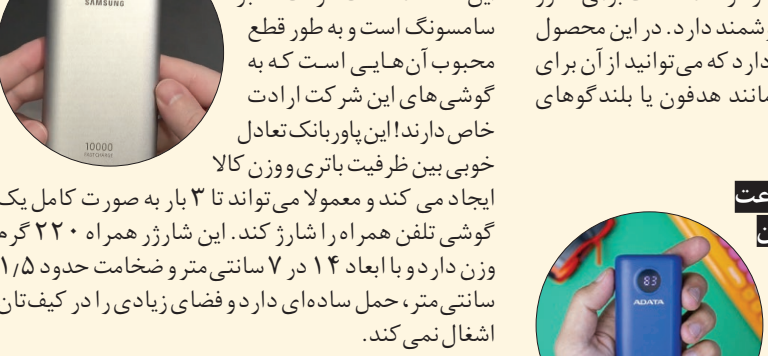 سامسونگ است و به طور قطع
محبوب آن‌هایی است که به
گوشی‌های این شرکت ارادت
خاص دارند! این پاوربانک تعادل
خوبی بین ظرفیت باتری و وزن کالا
ایجاد می کند و معمولا می‌تواند تا ۳ بار به صورت کامل یک
گوشی تلفن همراه را شارژ کند. این شارژر همراه ۲۲۰ گرم
وزن دارد و با ابعاد ۱۴ در ۷ سانتی‌متر و ضخامت حدود ۱٫۵
سانتی‌متر، حمل ساده‌ای دارد و فضای زیادی را در کیف‌تان
اشغال نمی کند.
SAMSUNG
10000
FAST CHARGE
دارد. در این محصول
دارد که می‌توانید از آن برای
مانند هدفون یا بلندگوهای
83
ADATA